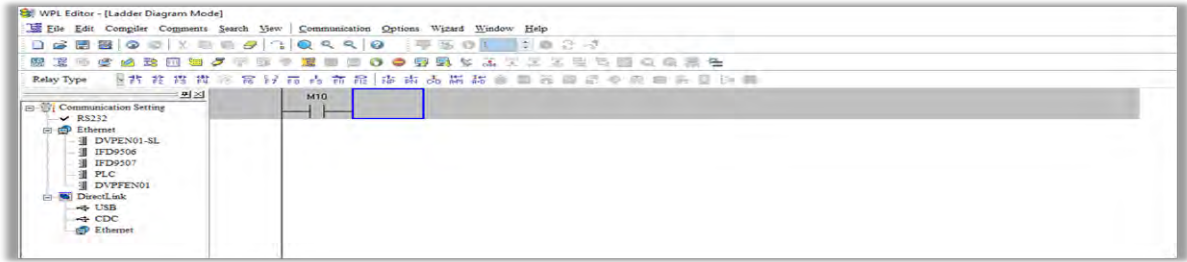 WPL Editor - [Ladder Diagram Mode]
File Edit Compiler Comments Search View Communication Options Wizard Window Help
Relay Type
M10
Communication Setting
RS232
Ethernet
DVPEN01-SL
IFD9506
IFD9507
PLC
DVPFEN01
DirectLink
USB
CDC
Ethernet